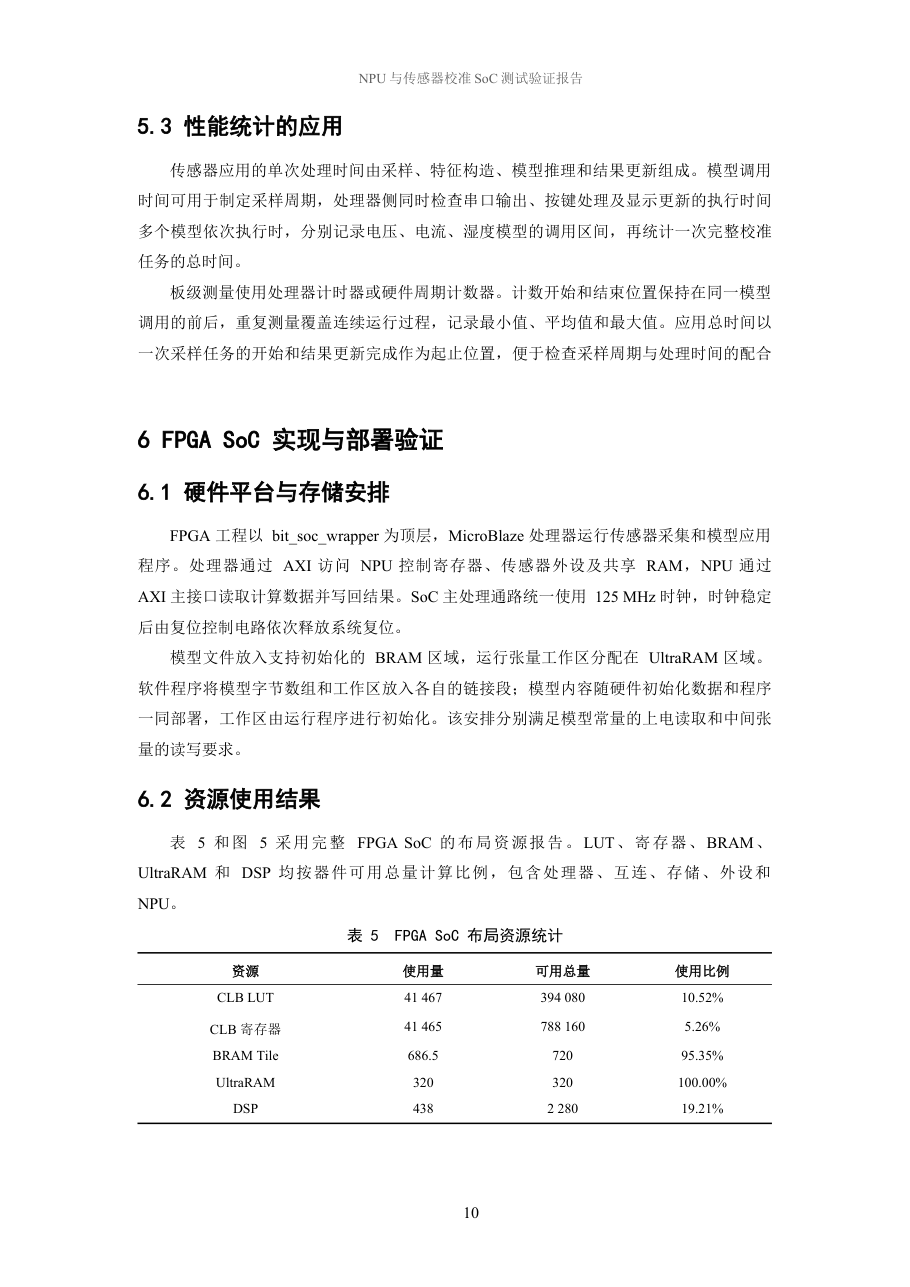 NPU 与传感器校准 SoC 测试验证报告
5.3 性能统计的应用
传感器应用的单次处理时间由采样、特征构造、模型推理和结果更新组成。模型调用
时间可用于制定采样周期，处理器侧同时检查串口输出、按键处理及显示更新的执行时间
多个模型依次执行时，分别记录电压、电流、湿度模型的调用区间，再统计一次完整校准
任务的总时间。
板级测量使用处理器计时器或硬件周期计数器。计数开始和结束位置保持在同一模型
调用的前后，重复测量覆盖连续运行过程，记录最小值、平均值和最大值。应用总时间以
一次采样任务的开始和结果更新完成作为起止位置，便于检查采样周期与处理时间的配合
6 FPGA SoC 实现与部署验证
6.1 硬件平台与存储安排
FPGA 工程以 bit_soc_wrapper 为顶层，MicroBlaze 处理器运行传感器采集和模型应用
程序。处理器通过 AXI 访问 NPU 控制寄存器、传感器外设及共享 RAM，NPU 通过
AXI 主接口读取计算数据并写回结果。SoC 主处理通路统一使用 125 MHz 时钟，时钟稳定
后由复位控制电路依次释放系统复位。
模型文件放入支持初始化的 BRAM 区域，运行张量工作区分配在 UltraRAM 区域。
软件程序将模型字节数组和工作区放入各自的链接段；模型内容随硬件初始化数据和程序
一同部署，工作区由运行程序进行初始化。该安排分别满足模型常量的上电读取和中间张
量的读写要求。
6.2 资源使用结果
表 5 和图 5 采用完整 FPGA SoC 的布局资源报告。LUT、寄存器、BRAM、
UltraRAM 和 DSP 均按器件可用总量计算比例，包含处理器、互连、存储、外设和
NPU。
表 5 FPGA SoC 布局资源统计
资源 使用量 可用总量 使用比例
CLB LUT 41 467 394 080 10.52%
CLB 寄存器 41 465 788 160 5.26%
BRAM Tile 686.5 720 95.35%
UltraRAM 320 320 100.00%
DSP 438 2 280 19.21%
10